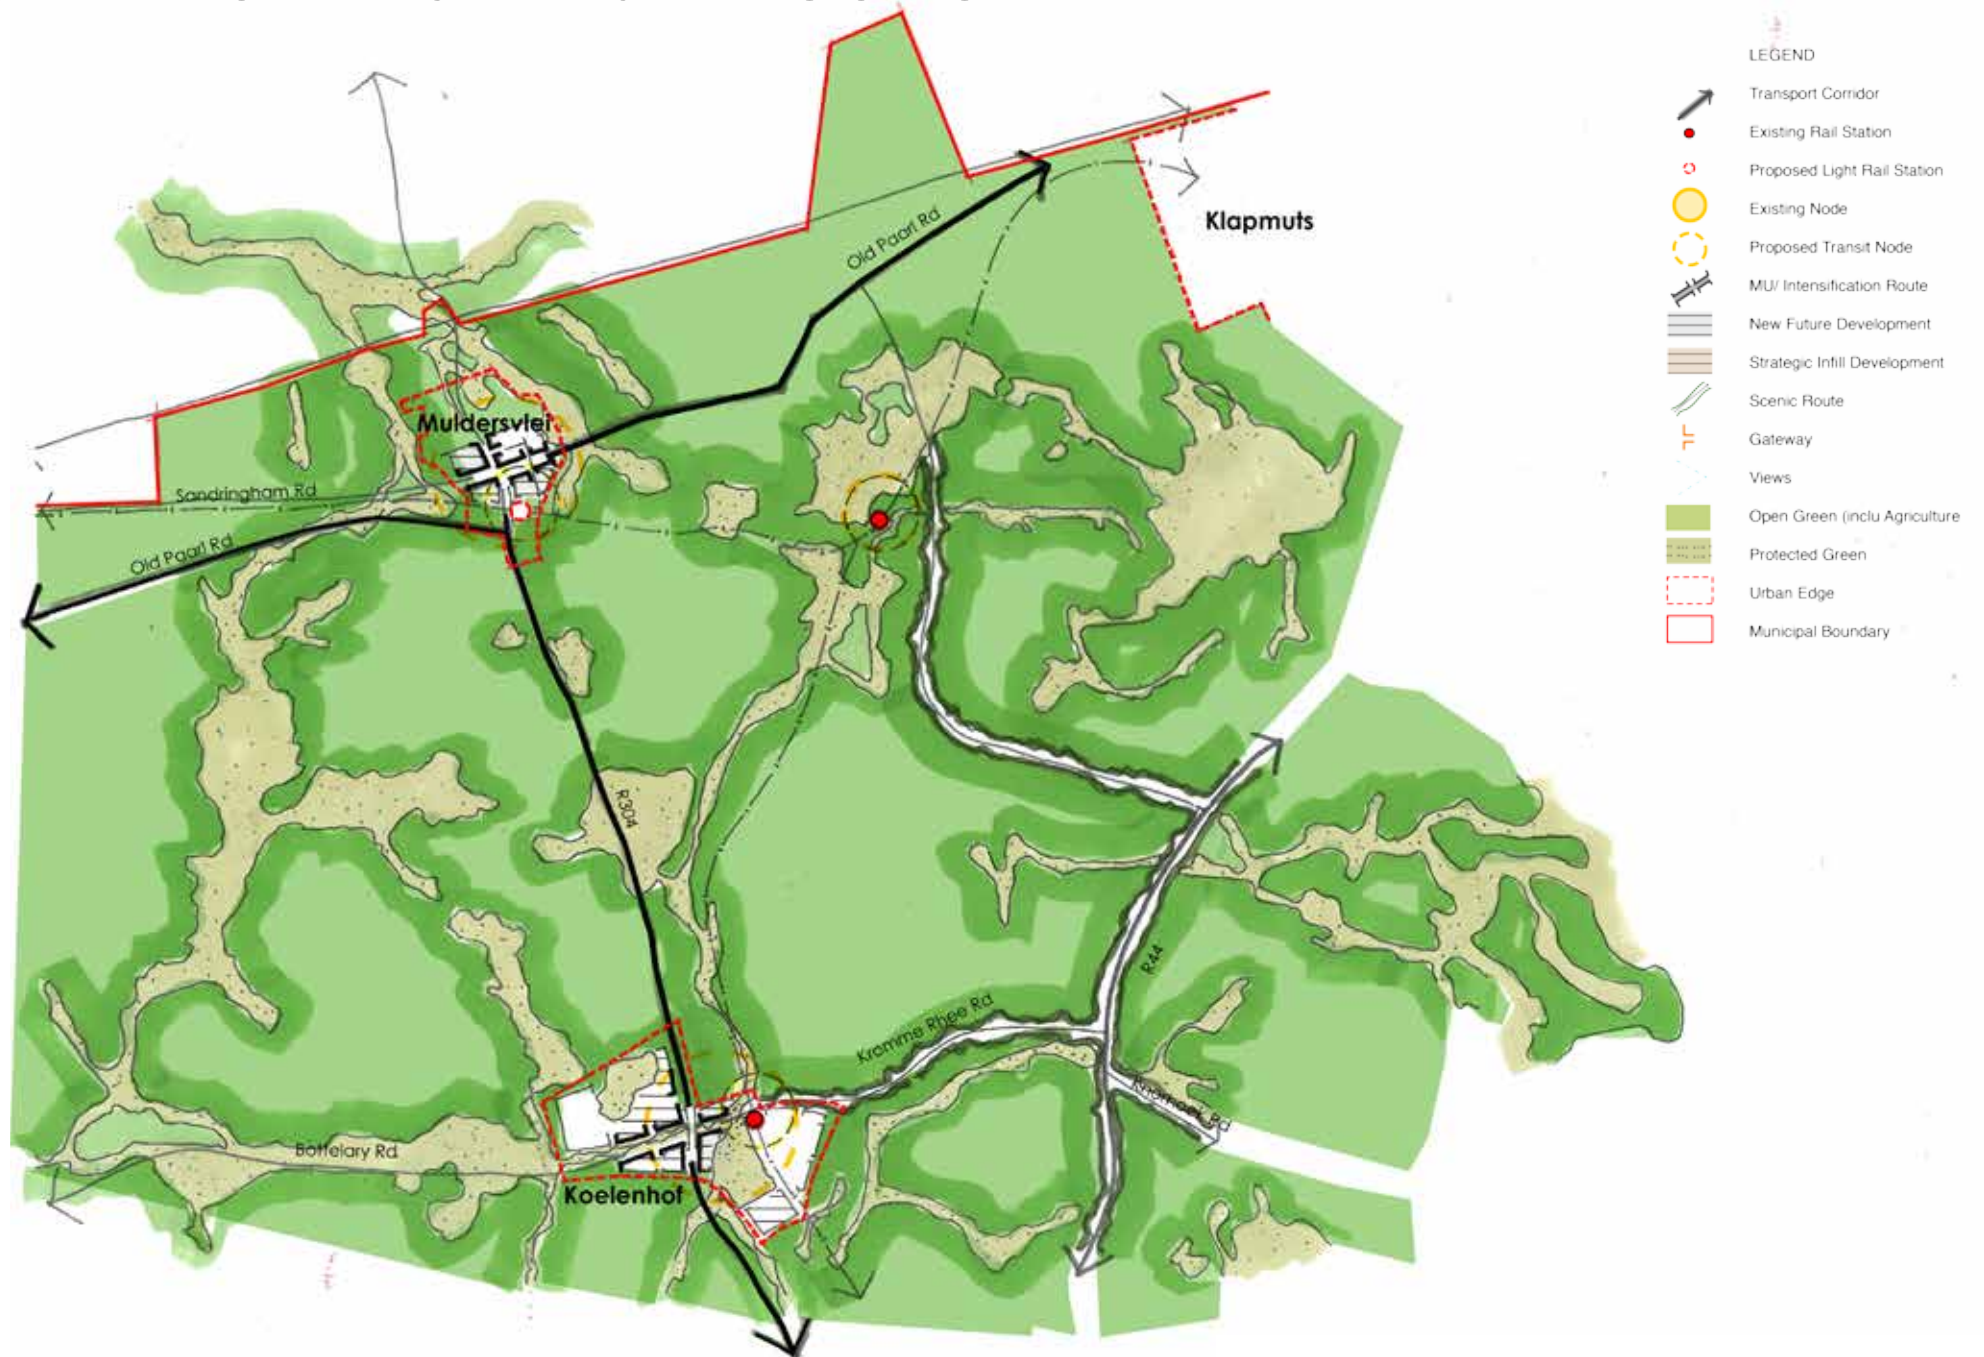 Klapmuts
Old Paarl Rd
Muldersvlei
Sandringham Rd
Old Paarl Rd
R304
R44
Kromme Rhee Rd
Bottelary Rd
Koelenhof
LEGEND
Transport Corridor
Existing Rail Station
Proposed Light Rail Station
Existing Node
Proposed Transit Node
MU/ Intensification Route
New Future Development
Strategic Infill Development
Scenic Route
Gateway
Views
Open Green (inclu Agriculture
Protected Green
Urban Edge
Municipal Boundary